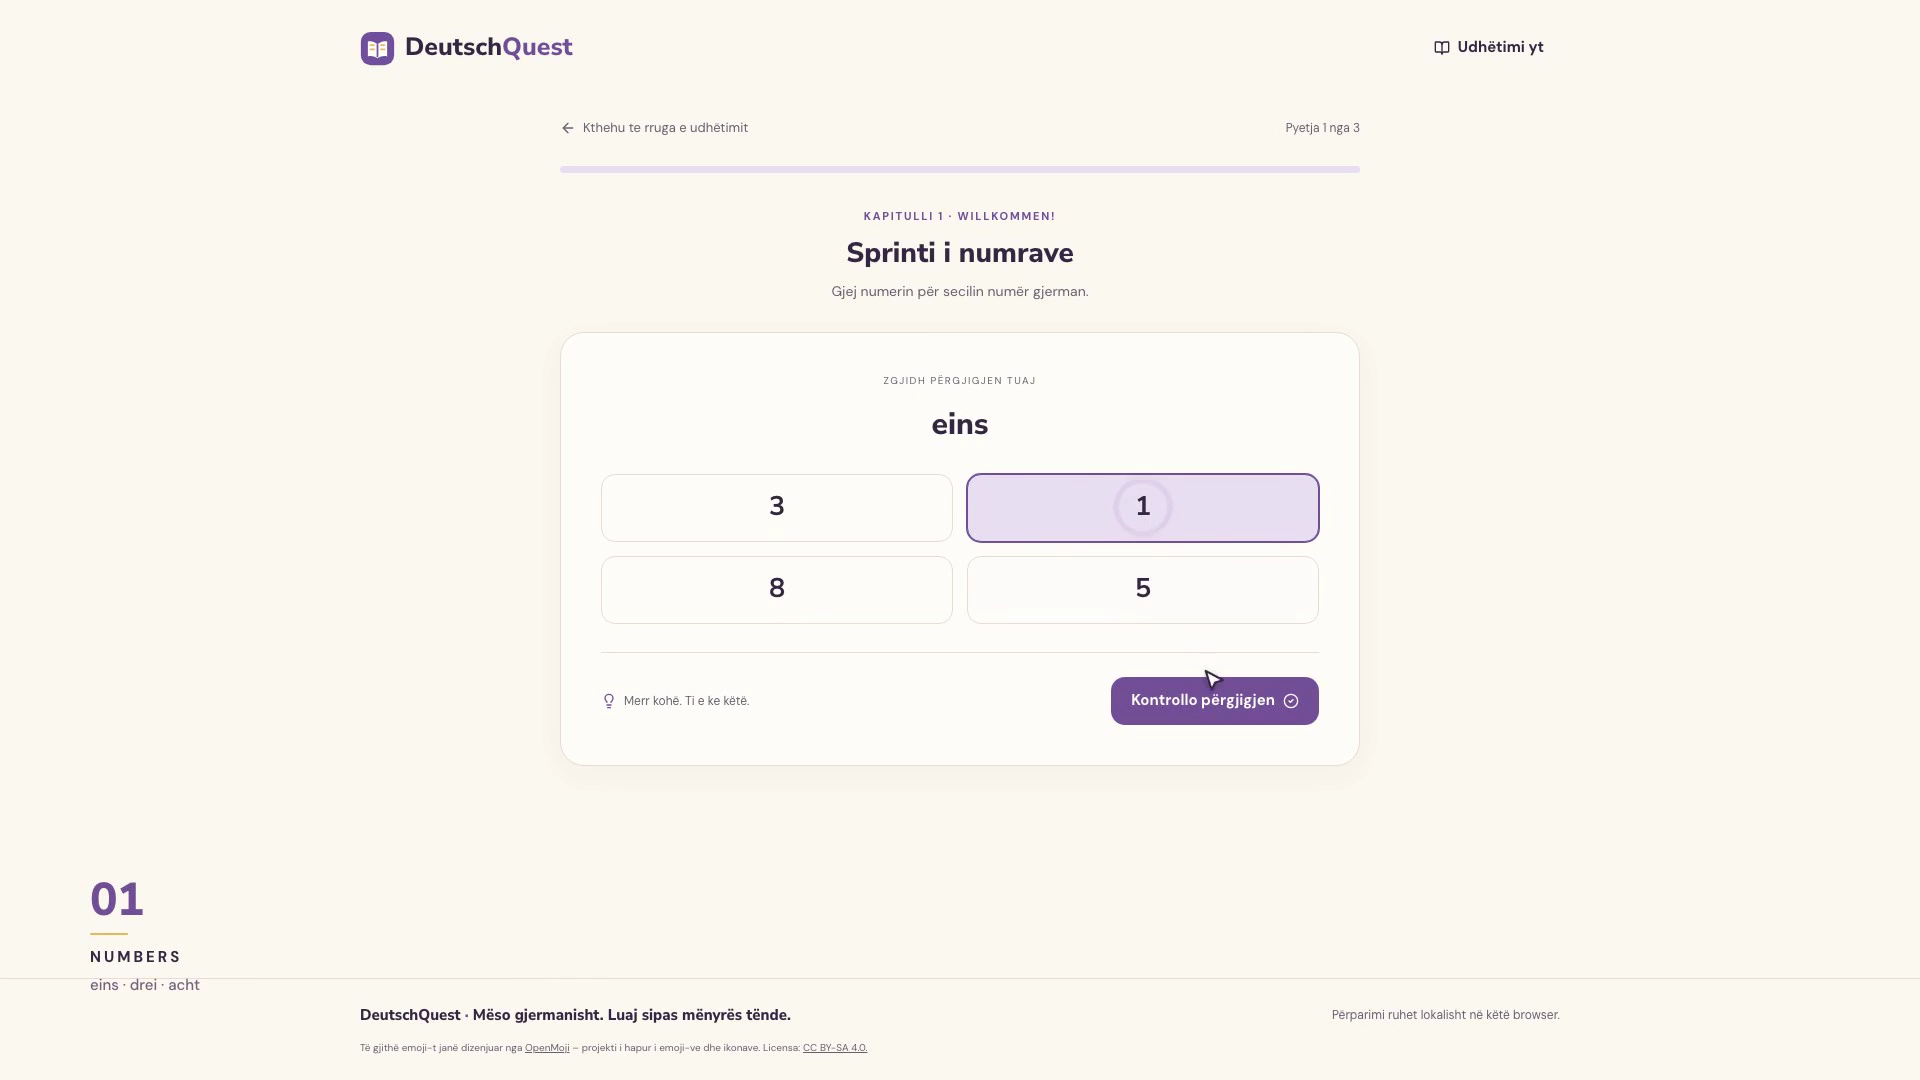 DeutschQuest
Udhëtimi yt
Kthehu te rruga e udhëtimit
Pyetja 1 nga 3
KAPITULLI 1 · WILLKOMMEN!
Sprinti i numrave
Gjej numerin për secilin numër gjerman.
ZGJIDH PËRGJIGJEN TUAJ
eins
3
1
8
5
Merr kohë. Ti e ke këtë.
Kontrollo përgjigjen
01
NUMBERS
eins · drei · acht
DeutschQuest · Mëso gjermanisht. Luaj sipas mënyrës tënde.
Përparimi ruhet lokalisht në këtë browser.
Të gjithë emoji-t janë dizenjuar nga OpenMoji – projekti i hapur i emoji-ve dhe ikonave. Licensa: CC BY-SA 4.0.